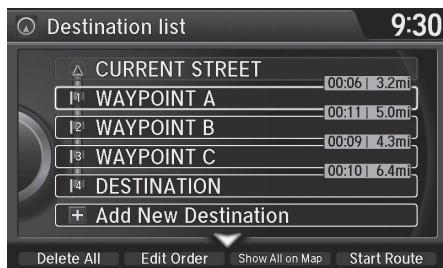 Destination list 9:30
CURRENT STREET
00:06 | 3.2mi
1 WAYPOINT A
00:11 | 5.0mi
2 WAYPOINT B
00:09 | 4.3mi
3 WAYPOINT C
00:10 | 6.4mi
4 DESTINATION
+ Add New Destination
Delete All Edit Order Show All on Map Start Route